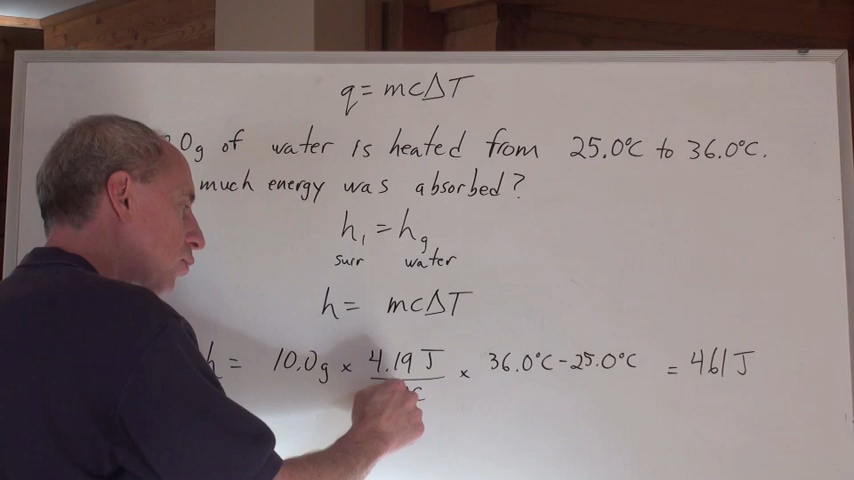 q = mcΔT
0g of water is heated from 25.0°C to 36.0°C.
much energy was absorbed?
h₁ = hg
surr water
h = mcΔT
h = 10.0g × 4.19 J × 36.0°C - 25.0°C = 461 J